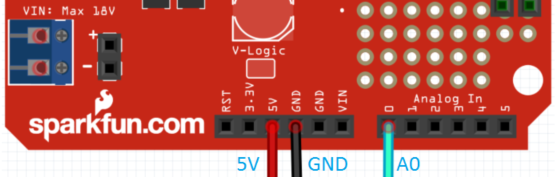 VIN: Max 18V
+
-
V-Logic
RST
3.3V
5V
GND
GND
VIN
Analog In
0
1
2
3
4
5
sparkfun.com
5V
GND
A0